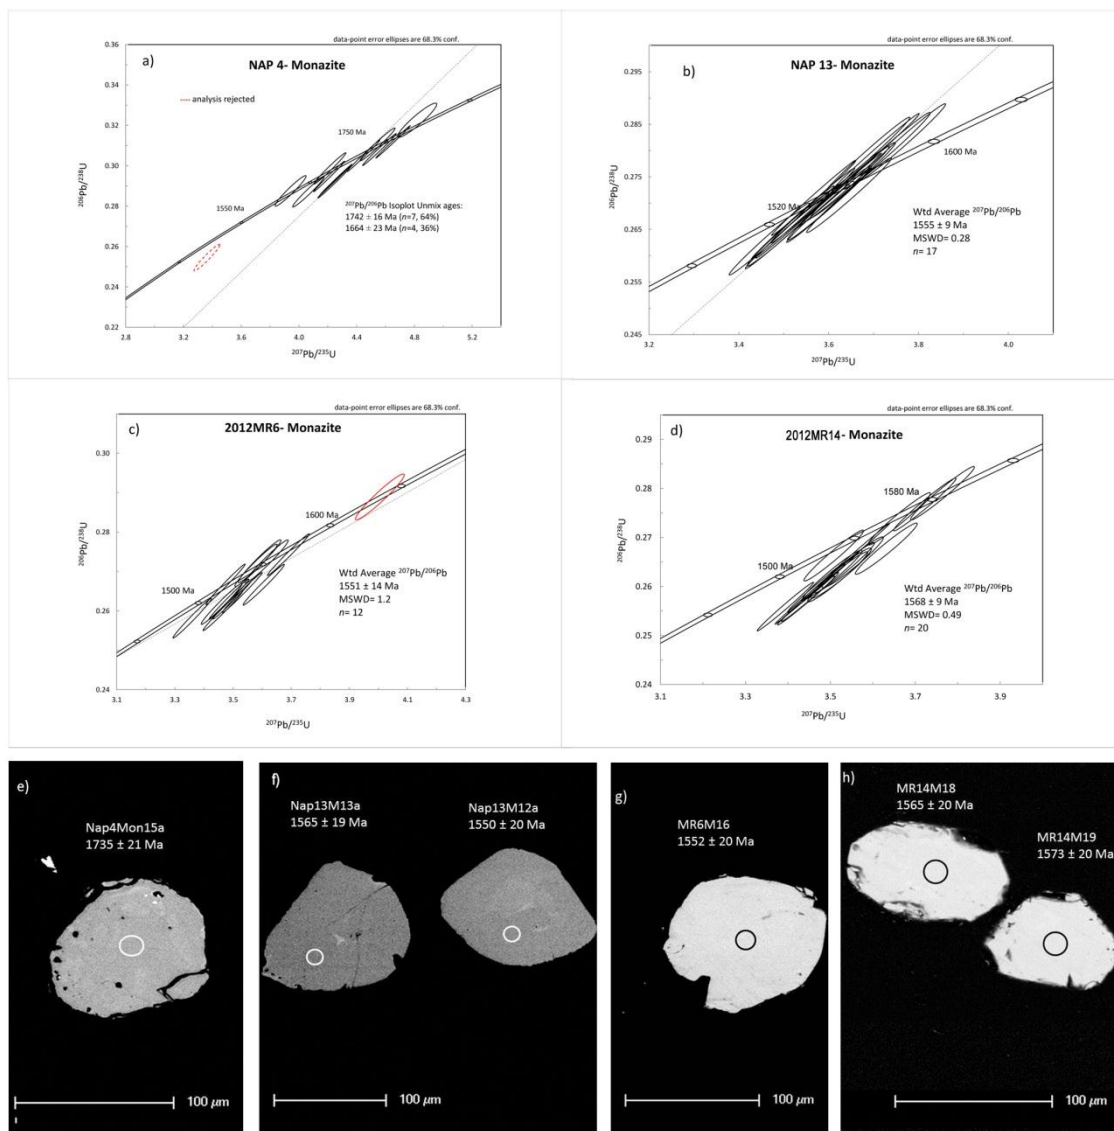 data-point error ellipses are 68.3% conf.
a)
NAP 4- Monazite
analysis rejected
1750 Ma
1550 Ma
²⁰⁷Pb/²⁰⁶Pb Isoplot Unmix ages:
1742 ± 16 Ma (n=7, 64%)
1664 ± 23 Ma (n=4, 36%)
0.36
0.34
0.32
0.30
0.28
0.26
0.24
0.22
²⁰⁶Pb/²³⁸U
2.8 3.2 3.6 4.0 4.4 4.8 5.2
²⁰⁷Pb/²³⁵U
data-point error ellipses are 68.3% conf.
b)
NAP 13- Monazite
1600 Ma
1520 Ma
Wtd Average ²⁰⁷Pb/²⁰⁶Pb
1555 ± 9 Ma
MSWD= 0.28
n= 17
0.295
0.285
0.275
0.265
0.255
0.245
²⁰⁶Pb/²³⁸U
3.2 3.4 3.6 3.8 4.0
²⁰⁷Pb/²³⁵U
data-point error ellipses are 68.3% conf.
c)
2012MR6- Monazite
1600 Ma
1500 Ma
Wtd Average ²⁰⁷Pb/²⁰⁶Pb
1551 ± 14 Ma
MSWD= 1.2
n= 12
0.30
0.28
0.26
0.24
²⁰⁶Pb/²³⁸U
3.1 3.3 3.5 3.7 3.9 4.1 4.3
²⁰⁷Pb/²³⁵U
data-point error ellipses are 68.3% conf.
d)
2012MR14- Monazite
1580 Ma
1500 Ma
Wtd Average ²⁰⁷Pb/²⁰⁶Pb
1568 ± 9 Ma
MSWD= 0.49
n= 20
0.29
0.28
0.27
0.26
0.25
0.24
²⁰⁶Pb/²³⁸U
3.1 3.3 3.5 3.7 3.9
²⁰⁷Pb/²³⁵U
e)
Nap4Mon15a
1735 ± 21 Ma
100 µm
f)
Nap13M13a
1565 ± 19 Ma
Nap13M12a
1550 ± 20 Ma
100 µm
g)
MR6M16
1552 ± 20 Ma
100 µm
h)
MR14M18
1565 ± 20 Ma
MR14M19
1573 ± 20 Ma
100 µm